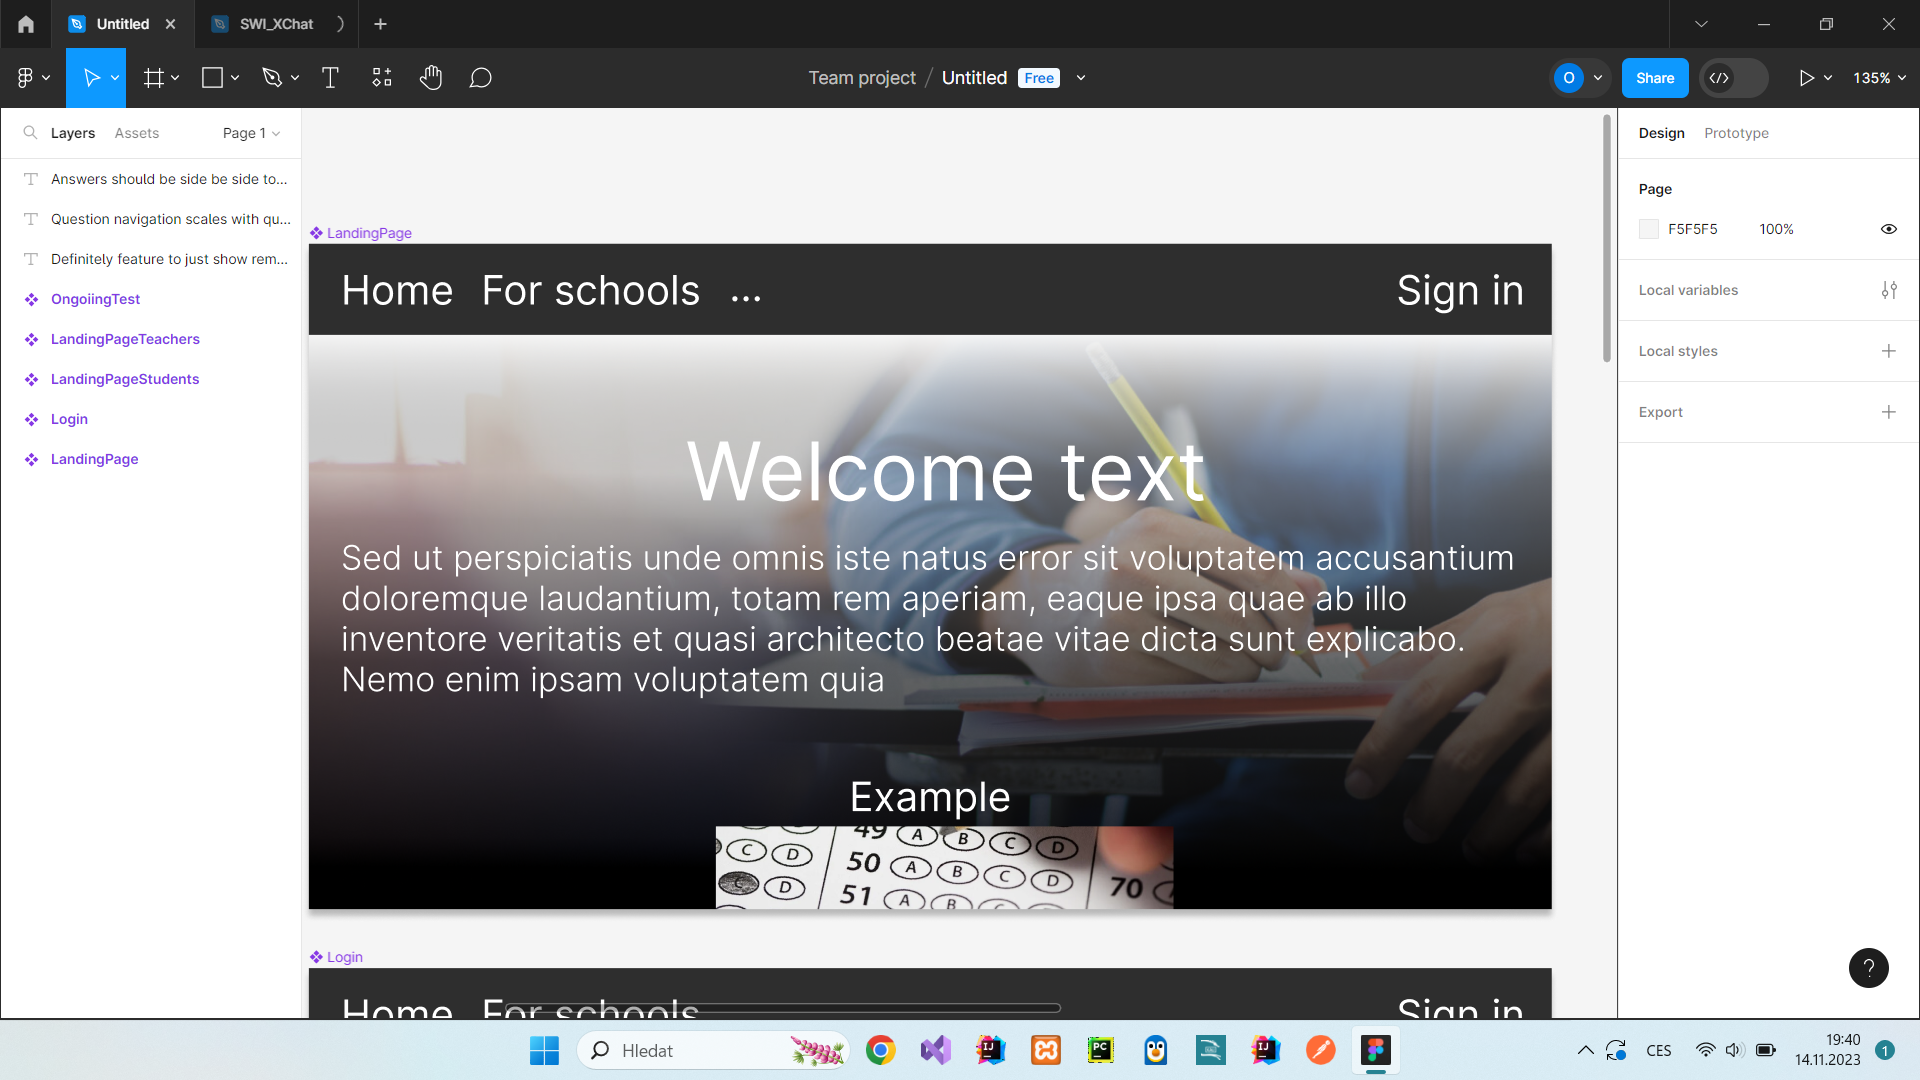 Untitled
SWI_XChat
Team project / Untitled Free
O
Share
135%
Layers
Assets
Page 1
Answers should be side be side to...
Question navigation scales with qu...
Definitely feature to just show rem...
OngoiingTest
LandingPageTeachers
LandingPageStudents
Login
LandingPage
LandingPage
Home For schools ... Sign in
Welcome text
Sed ut perspiciatis unde omnis iste natus error sit voluptatem accusantium
doloremque laudantium, totam rem aperiam, eaque ipsa quae ab illo
inventore veritatis et quasi architecto beatae vitae dicta sunt explicabo.
Nemo enim ipsam voluptatem quia
Example
49 A B C D
C D 50 A B C D
C D 51 A B 70
Login
Home For schools Sign in
Design
Prototype
Page
F5F5F5 100%
Local variables
Local styles
Export
?
Hledat
IJ
PC
IJ
CES
19:40
14.11.2023
1